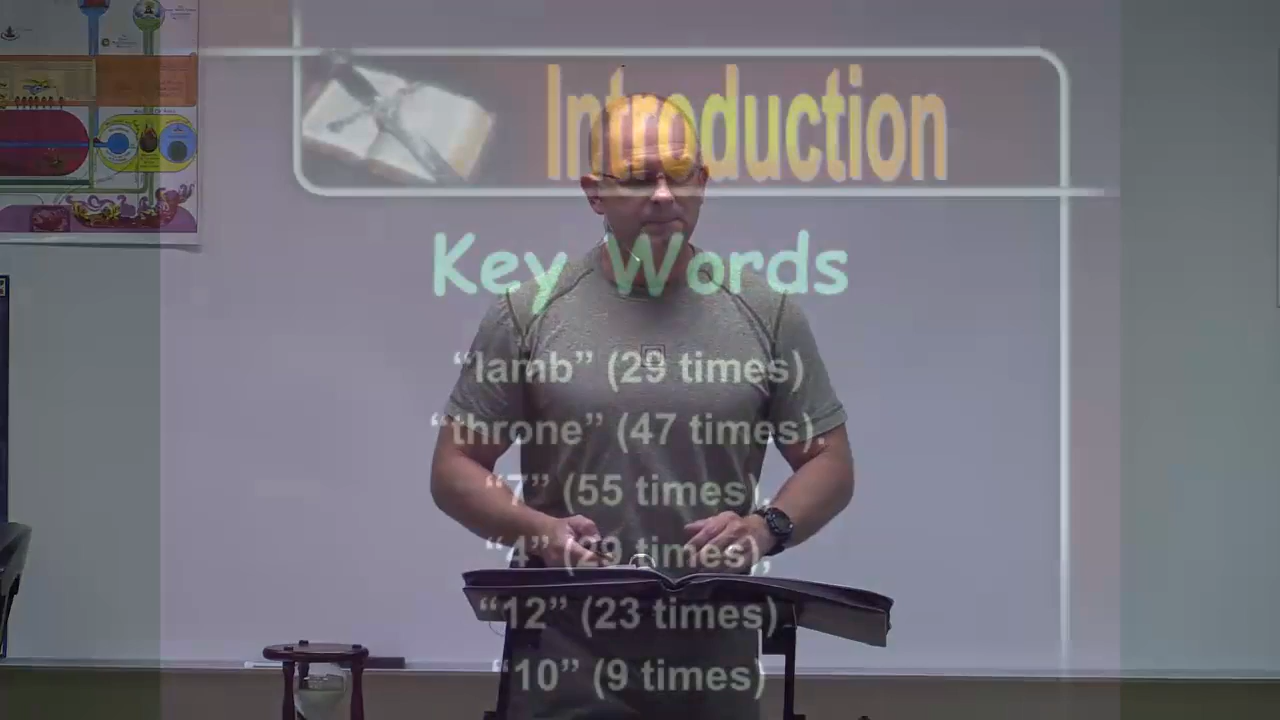 Introduction
Key Words
“lamb” (29 times)
“throne” (47 times).
“7” (55 times),
“4” (29 times),
“12” (23 times)
“10” (9 times)